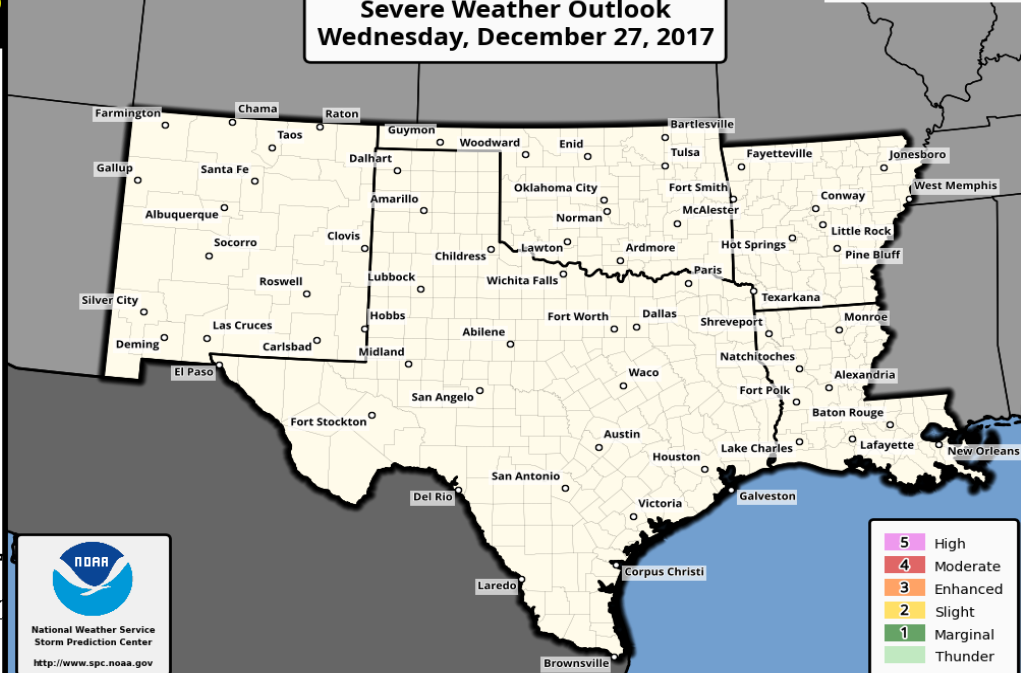 Severe Weather Outlook
Wednesday, December 27, 2017
Farmington
Chama
Raton
Taos
Guymon
Woodward
Enid
Bartlesville
Tulsa
Fayetteville
Jonesboro
Gallup
Santa Fe
Dalhart
Oklahoma City
Fort Smith
West Memphis
Albuquerque
Amarillo
Norman
McAlester
Conway
Little Rock
Socorro
Clovis
Childress
Lawton
Ardmore
Hot Springs
Pine Bluff
Roswell
Lubbock
Wichita Falls
Paris
Texarkana
Silver City
Hobbs
Las Cruces
Abilene
Fort Worth
Dallas
Shreveport
Monroe
Deming
Carlsbad
Midland
Natchitoches
El Paso
Waco
Alexandria
San Angelo
Fort Polk
Fort Stockton
Baton Rouge
Austin
Lake Charles
Lafayette
New Orleans
Houston
San Antonio
Del Rio
Galveston
Victoria
Laredo
Corpus Christi
Brownsville
NOAA
National Weather Service
Storm Prediction Center
http://www.spc.noaa.gov
5 High
4 Moderate
3 Enhanced
2 Slight
1 Marginal
Thunder